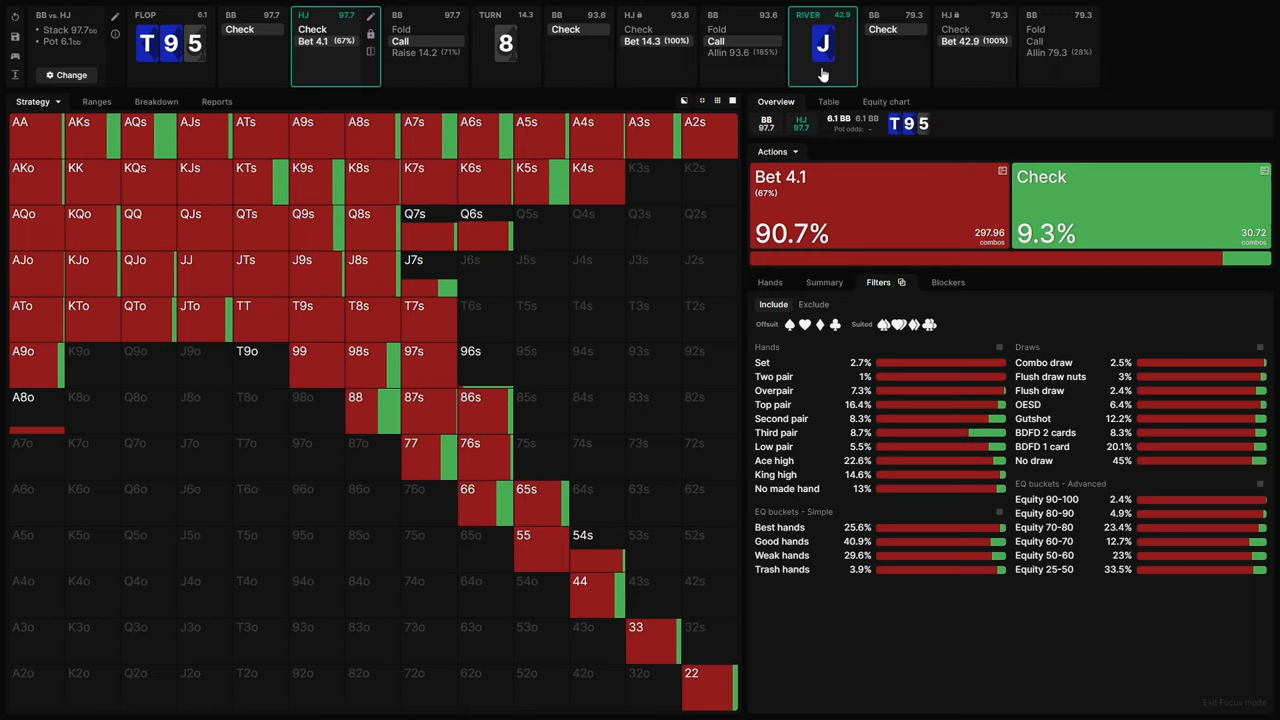 BB vs. HJ
Stack 97.7bb
Pot 6.1bb
Change
FLOP 6.1
T 9 5
BB 97.7
Check
HJ 97.7
Check
Bet 4.1 (67%)
BB 97.7
Fold
Call
Raise 14.2 (71%)
TURN 14.3
8
BB 93.6
Check
HJ 93.6
Check
Bet 14.3 (100%)
BB 93.6
Fold
Call
Allin 93.6 (185%)
RIVER 42.9
J
BB 79.3
Check
HJ 79.3
Check
Bet 42.9 (100%)
BB 79.3
Fold
Call
Allin 79.3 (28%)
Strategy Ranges Breakdown Reports
AA AKs AQs AJs ATs A9s A8s A7s A6s A5s A4s A3s A2s
AKo KK KQs KJs KTs K9s K8s K7s K6s K5s K4s K3s K2s
AQo KQo QQ QJs QTs Q9s Q8s Q7s Q6s Q5s Q4s Q3s Q2s
AJo KJo QJo JJ JTs J9s J8s J7s J6s J5s J4s J3s J2s
ATo KTo QTo JTo TT T9s T8s T7s T6s T5s T4s T3s T2s
A9o K9o Q9o J9o T9o 99 98s 97s 96s 95s 94s 93s 92s
A8o K8o Q8o J8o T8o 98o 88 87s 86s 85s 84s 83s 82s
A7o K7o Q7o J7o T7o 97o 87o 77 76s 75s 74s 73s 72s
A6o K6o Q6o J6o T6o 96o 86o 76o 66 65s 64s 63s 62s
A5o K5o Q5o J5o T5o 95o 85o 75o 65o 55 54s 53s 52s
A4o K4o Q4o J4o T4o 94o 84o 74o 64o 54o 44 43s 42s
A3o K3o Q3o J3o T3o 93o 83o 73o 63o 53o 43o 33 32s
A2o K2o Q2o J2o T2o 92o 82o 72o 62o 52o 42o 32o 22
Overview Table Equity chart
BB
97.7
HJ
97.7
6.1 BB 6.1 BB
Pot odds: –
T 9 5
Actions
Bet 4.1
(67%)
90.7%
297.96
combos
Check
9.3%
30.72
combos
Hands Summary Filters Blockers
Include Exclude
Offsuit Suited
Hands
Set 2.7%
Two pair 1%
Overpair 7.3%
Top pair 16.4%
Second pair 8.3%
Third pair 8.7%
Low pair 5.5%
Ace high 22.6%
King high 14.6%
No made hand 13%
EQ buckets - Simple
Best hands 25.6%
Good hands 40.9%
Weak hands 29.6%
Trash hands 3.9%
Draws
Combo draw 2.5%
Flush draw nuts 3%
Flush draw 2.4%
OESD 6.4%
Gutshot 12.2%
BDFD 2 cards 8.3%
BDFD 1 card 20.1%
No draw 45%
EQ buckets - Advanced
Equity 90-100 2.4%
Equity 80-90 4.9%
Equity 70-80 23.4%
Equity 60-70 12.7%
Equity 50-60 23%
Equity 25-50 33.5%
Exit Focus mode